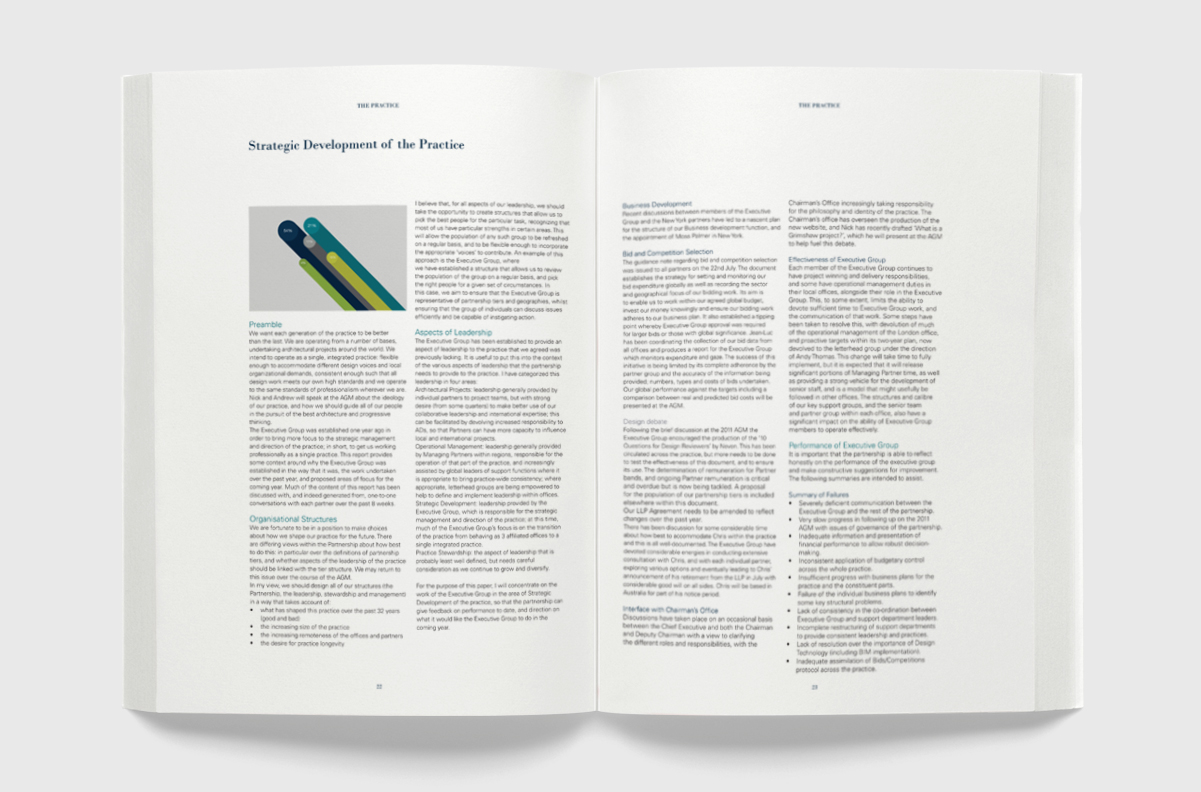 THE PRACTICE
Strategic Development of the Practice
Preamble
We want each generation of the practice to be better
than the last. We are operating from a number of bases,
undertaking architectural projects around the world. We
intend to operate as a single, integrated practice: flexible
enough to accommodate different design voices and local
organisational demands, consistent enough such that all
design work meets our own high standards and we operate
to the same standards of professionalism wherever we are.
Nick and Andrew will speak at the AGM about the ideology
of our practice, and how we should guide all of our people
in the pursuit of the best architecture and progressive
thinking.
The Executive Group was established one year ago in
order to bring more focus to the strategic management
and direction of the practice, in short, to get us working
professionally as a single practice. This report provides
some context around why the Executive Group was
established in the way that it was, the work undertaken
over the past year, and proposed areas of focus for the
coming year. Much of the content of this report has been
discussed with, and indeed generated from, one-to-one
conversations with each partner over the past 8 weeks.
Organisational Structures
We are fortunate to be in a position to make choices
about how we shape our practice for the future. There
are differing views within the Partnership about how best
to do this: in particular over the definitions of partnership
tiers, and whether aspects of the leadership of the practice
should be linked with the tier structure. We may return to
this issue over the course of the AGM.
In my view, we should design all of our structures (the
Partnership, the leadership, stewardship and management)
in a way that takes account of:
• what has shaped this practice over the past 32 years
(good and bad)
• the increasing size of the practice
• the increasing remoteness of the offices and partners
• the desire for practice longevity
I believe that, for all aspects of our leadership, we should
take the opportunity to create structures that allow us to
pick the best people for the particular task, recognizing that
most of us have particular strengths in certain areas. This
will allow the population of any such group to be refreshed
on a regular basis, and to be flexible enough to incorporate
the appropriate 'voices' to contribute. An example of this
approach is the Executive Group, where
we have established a structure that allows us to review
the population of the group on a regular basis, and pick
the right people for a given set of circumstances. In
this case, we aim to ensure that the Executive Group is
representative of partnership tiers and geographies, whilst
ensuring that the group of individuals can discuss issues
efficiently and be capable of instigating action.
Aspects of Leadership
The Executive Group has been established to provide an
aspect of leadership to the practice that we agreed was
previously lacking. It is useful to put this into the context
of the various aspects of leadership that the partnership
needs to provide to the practice. I have categorized this
leadership in four areas:
Architectural Projects: leadership generally provided by
individual partners to project teams, but with strong
desire (from some quarters) to make better use of our
collaborative leadership and international expertise; this
can be facilitated by devolving increased responsibility to
ADs, so that Partners can have more capacity to influence
local and international projects.
Operational Management: leadership generally provided
by Managing Partners within regions, responsible for the
operation of that part of the practice, and increasingly
assisted by global leaders of support functions where it
is appropriate to bring practice-wide consistency; where
appropriate, letterhead groups are being empowered to
help to define and implement leadership within offices.
Strategic Development: leadership provided by the
Executive Group, which is responsible for the strategic
management and direction of the practice; at this time,
much of the Executive Group's focus is on the transition
of the practice from behaving as 3 affiliated offices to a
single integrated practice.
Practice Stewardship: the aspect of leadership that is
probably least well defined, but needs careful
consideration as we continue to grow and diversify.
For the purpose of this paper, I will concentrate on the
work of the Executive Group in the area of Strategic
Development of the practice, so that the partnership can
give feedback on performance to date, and direction on
what it would like the Executive Group to do in the
coming year.
22
THE PRACTICE
Business Development
Recent discussions between members of the Executive
Group and the New York partners have led to a nascent plan
for the structure of our Business development function, and
the appointment of Moss Palmer in New York.
Bid and Competition Selection
The guidance note regarding bid and competition selection
was issued to all partners on the 22nd July. The document
establishes the strategy for setting and monitoring our
bid expenditure globally as well as recording the sector
and geographical focus of our bidding work. Its aim is
to enable us to work within our agreed global budget,
invest our money knowingly and ensure our bidding work
adheres to our business plan. It also established a tipping
point whereby Executive Group approval was required
for larger bids or those with global significance. Jean-Luc
has been coordinating the collection of our bid data from
all offices and produces a report for the Executive Group
which monitors expenditure and gaps. The success of this
initiative is being limited by its complete adherence by the
partner group and the accuracy of the information being
provided; numbers, types and costs of bids undertaken.
Our global performance against the targets including a
comparison between real and predicted bid costs will be
presented at the AGM.
Design debate
Following the brief discussion at the 2011 AGM the
Executive Group encouraged the production of the '10
Questions for Design Reviewers' by Neven. This has been
circulated across the practice, but more needs to be done
to test the effectiveness of this document, and to ensure
its use. The determination of remuneration for Partner
bands, and ongoing Partner remuneration is critical
and overdue but is now being tackled. A proposal
for the population of our partnership tiers is included
elsewhere within this document.
Our LLP Agreement needs to be amended to reflect
changes over the past year.
There has been discussion for some considerable time
about how best to accommodate Chris within the practice
and this is all well documented. The Executive Group have
devoted considerable energies in conducting extensive
consultation with Chris, and with each individual partner,
exploring various options and eventually leading to Chris'
announcement of his retirement from the LLP in July with
considerable good will on all sides. Chris will be based in
Australia for part of his notice period.
Interface with Chairman's Office
Discussions have taken place on an occasional basis
between the Chief Executive and both the Chairman
and Deputy Chairman with a view to clarifying
the different roles and responsibilities, with the
Chairman's Office increasingly taking responsibility
for the philosophy and identity of the practice. The
Chairman's office has overseen the production of the
new website, and Nick has recently drafted 'What is a
Grimshaw project?', which he will present at the AGM
to help fuel this debate.
Effectiveness of Executive Group
Each member of the Executive Group continues to
have project winning and delivery responsibilities,
and some have operational management duties in
their local offices, alongside their role in the Executive
Group. This, to some extent, limits the ability to
devote sufficient time to Executive Group work, and
the communication of that work. Some steps have
been taken to resolve this, with devolution of much
of the operational management of the London office,
and proactive targets within its two-year plan, now
devolved to the letterhead group under the direction
of Andy Thomas. This change will take time to fully
implement, but it is expected that it will release
significant portions of Managing Partner time, as well
as providing a strong vehicle for the development of
senior staff, and is a model that might usefully be
followed in other offices. The structures and calibre
of our key support groups, and the senior team
and partner group within each office, also have a
significant impact on the ability of Executive Group
members to operate effectively.
Performance of Executive Group
It is important that the partnership is able to reflect
honestly on the performance of the executive group
and make constructive suggestions for improvement.
The following summaries are intended to assist.
Summary of Failures
• Severely deficient communication between the
Executive Group and the rest of the partnership.
• Very slow progress in following up on the 2011
AGM with issues of governance of the partnership.
• Inadequate information and presentation of
financial performance to allow robust decision-
making.
• Inconsistent application of budgetary control
across the whole practice.
• Insufficient progress with business plans for the
practice and the constituent parts.
• Failure of the individual business plans to identify
some key structural problems.
• Lack of consistency in the co-ordination between
Executive Group and support department leaders.
• Incomplete restructuring of support departments
to provide consistent leadership and practices.
• Lack of resolution over the importance of Design
Technology (including BIM implementation)
• Inadequate assimilation of Bids/Competitions
protocol across the practice.
23